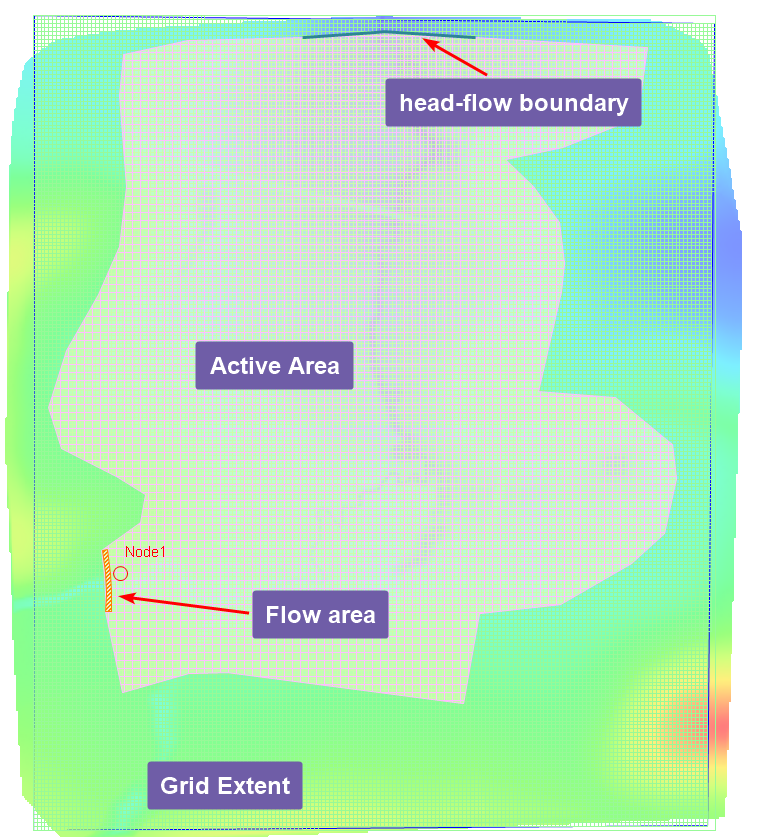 head-flow boundary
Active Area
Node1
Flow area
Grid Extent